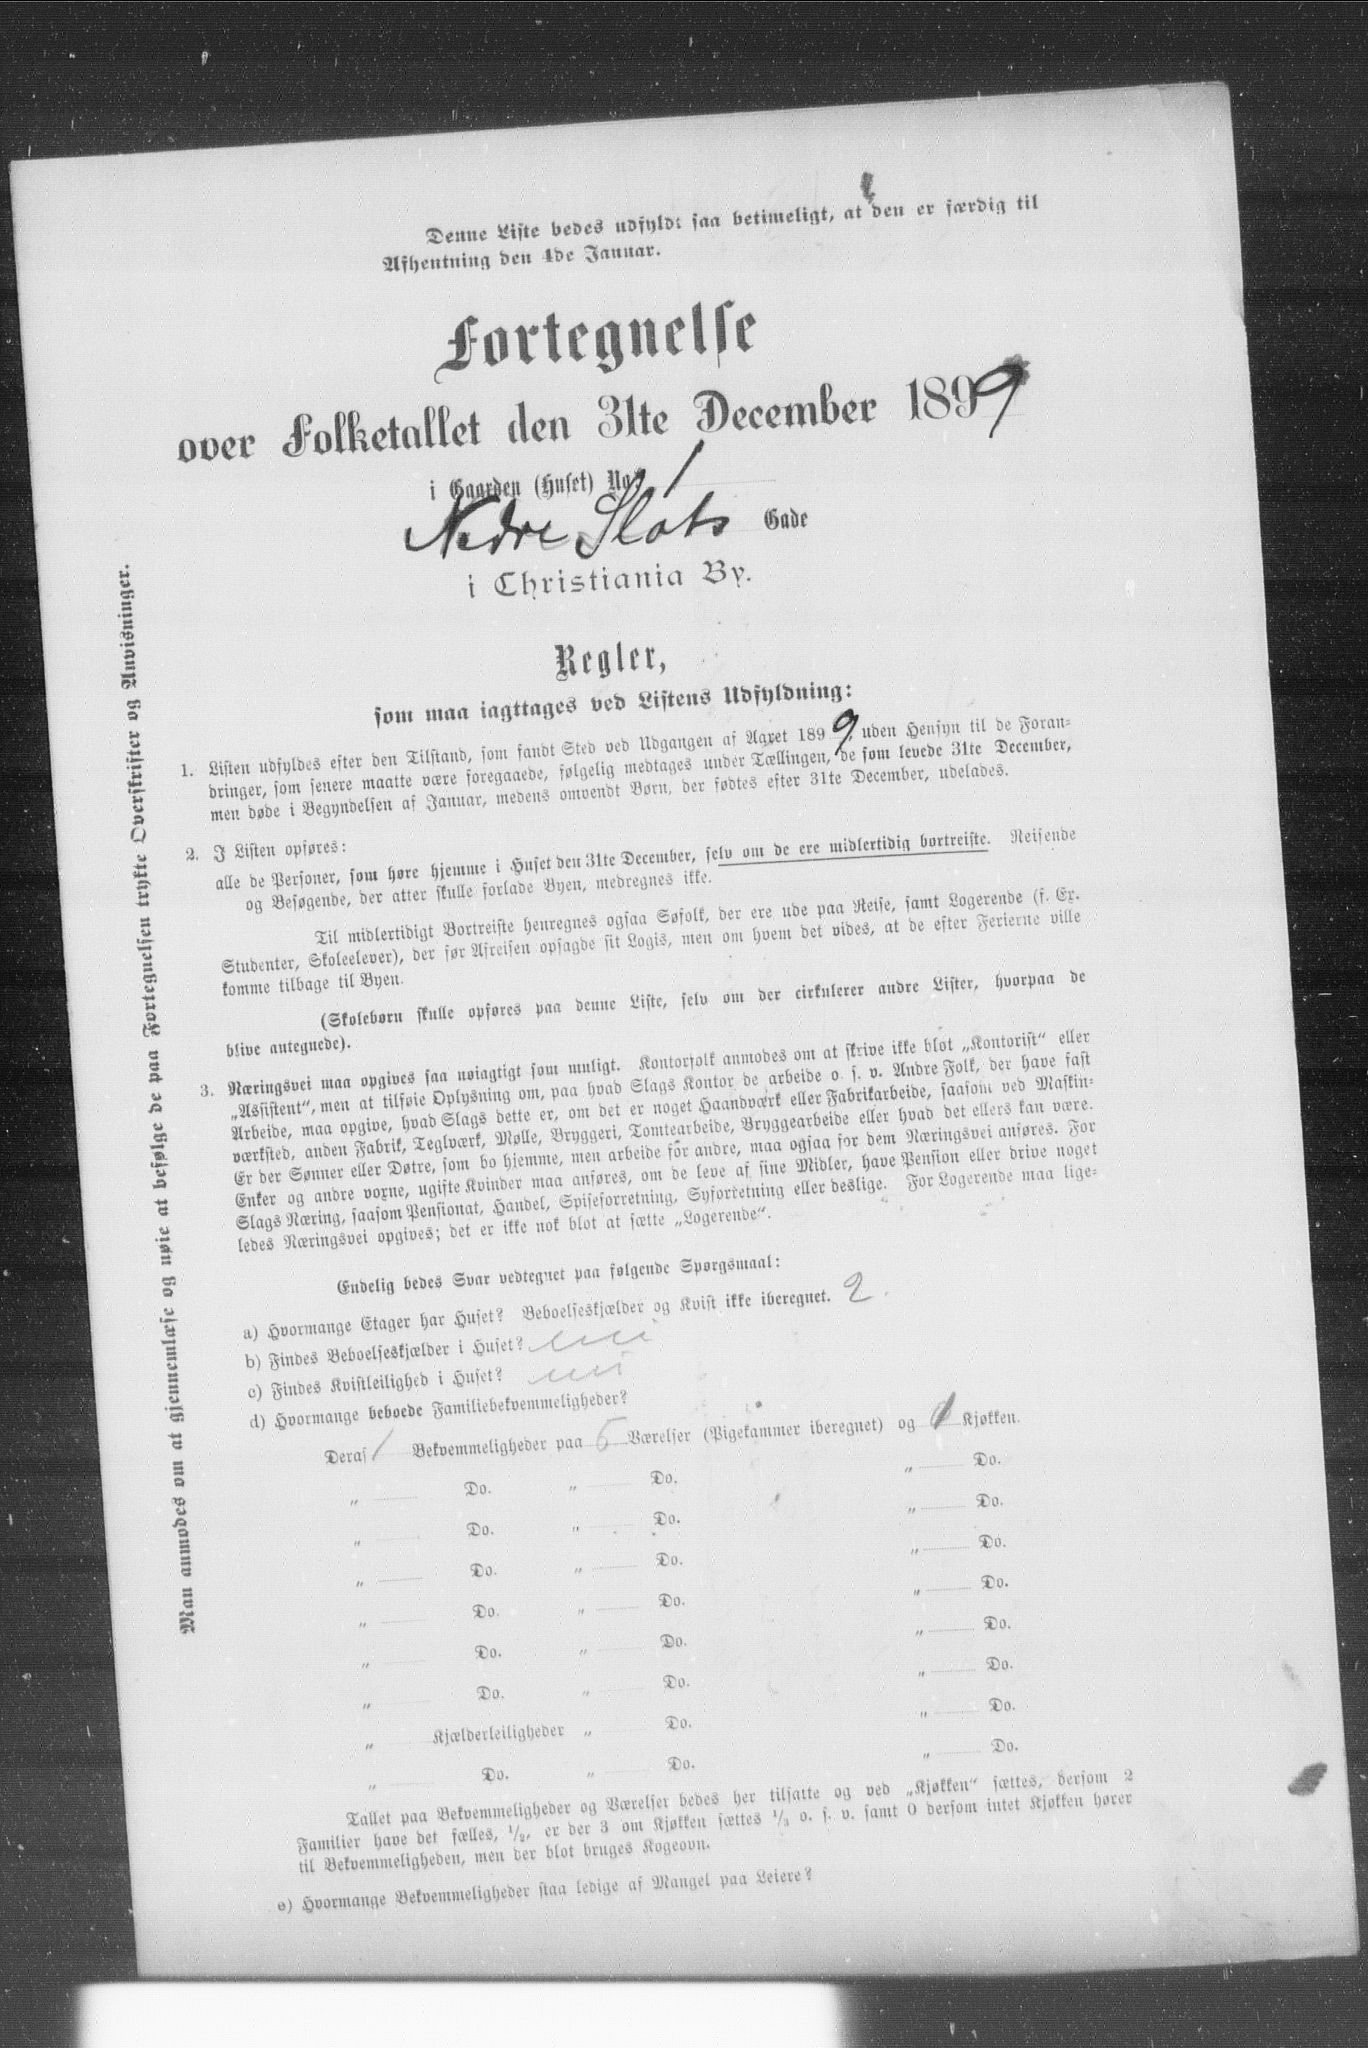 Denne Liste bedes udfyldt saa betimeligt, at den er færdig til
Afhentning den 4de Januar.
Fortegnelse
over Folketallet den 31te December 1899
i Gaarden (Huset) No. 1
Nedre Slots Gade
i Christiania By.
Regler,
som maa iagttages ved Listens Udfyldning:
1. Listen udfyldes efter den Tilstand, som fandt Sted ved Udgangen af Aaret 1899 uden Hensyn til de Foran-
dringer, som senere maatte være foregaaede, følgelig medtages under Tællingen, de som levede 31te December,
men døde i Begyndelsen af Januar, medens omvendt Børn, der fødtes efter 31te December, udelades.
2. I Listen opføres:
alle de Personer, som høre hjemme i Huset den 31te December, selv om de ere midlertidig bortreiste. Reisende
og Besøgende, der atter skulle forlade Byen, medregnes ikke.
Til midlertidigt Bortreiste henregnes ogsaa Søfolk, der ere ude paa Reise, samt Logerende (f. Ex.
Studenter, Skoleelever), der før Afreisen opsagde sit Logis, men om hvem det vides, at de efter Ferierne ville
komme tilbage til Byen.
(Skolebørn skulle opføres paa denne Liste, selv om der cirkulerer andre Lister, hvorpaa de
blive antegnede).
3. Næringsvei maa opgives saa nøiagtigt som muligt. Kontorfolk anmodes om at skrive ikke blot „Kontorist“ eller
„Assistent“, men at tilføie Oplysning om, paa hvad Slags Kontor de arbeide o. s. v. Andre Folk, der have fast
Arbeide, maa opgive, hvad Slags dette er, om det er noget Haandværk eller Fabrikarbeide, saasom ved Maskin-
værksted, anden Fabrik, Teglværk, Mølle, Bryggeri, Tomtearbeide, Bryggearbeide eller hvad det ellers kan være.
Er der Sønner eller Døtre, som bo hjemme, men arbeide for andre, maa ogsaa for dem Næringsvei anføres. For
Enker og andre voxne, ugifte Kvinder maa anføres, om de leve af sine Midler, have Pension eller drive noget
Slags Næring, saasom Pensionat, Handel, Spiseforretning, Syforretning eller deslige. For Logerende maa lige-
ledes Næringsvei opgives; det er ikke nok blot at sætte „Logerende“.
Endelig bedes Svar vedtegnet paa følgende Spørgsmaal:
a) Hvormange Etager har Huset? Beboelseskjælder og Kvist ikke iberegnet. 2
b) Findes Beboelseskjælder i Huset? nei
c) Findes Kvistleilighed i Huset? nei
d) Hvormange beboede Familiebekvemmeligheder?
Deraf 1 Bekvemmeligheder paa 5 Værelser (Pigekammer iberegnet) og 1 Kjøkken.
„ Do. „ Do. „ Do.
„ Do. „ Do. „ Do.
„ Do. „ Do. „ Do.
„ Do. „ Do. „ Do.
„ Do. „ Do. „ Do.
„ Do. „ Do. „ Do.
„ Kjælderleiligheder „ Do. „ Do.
„ Do. „ Do. „ Do.
Tallet paa Bekvemmeligheder og Værelser bedes her tilsatte og ved „Kjøkken“ sættes, dersom 2
Familier have det fælles, 1/2, er der 3 om Kjøkken sættes 1/3 o. s. v. samt 0 dersom intet Kjøkken hører
til Bekvemmeligheden, men der blot bruges Kogeovn.
e) Hvormange Bekvemmeligheder staa ledige af Mangel paa Leiere?
Man anmodes om at gjennemlæse og nøie at befølge de paa Fortegnelsen trykte Overskrifter og Anvisninger.